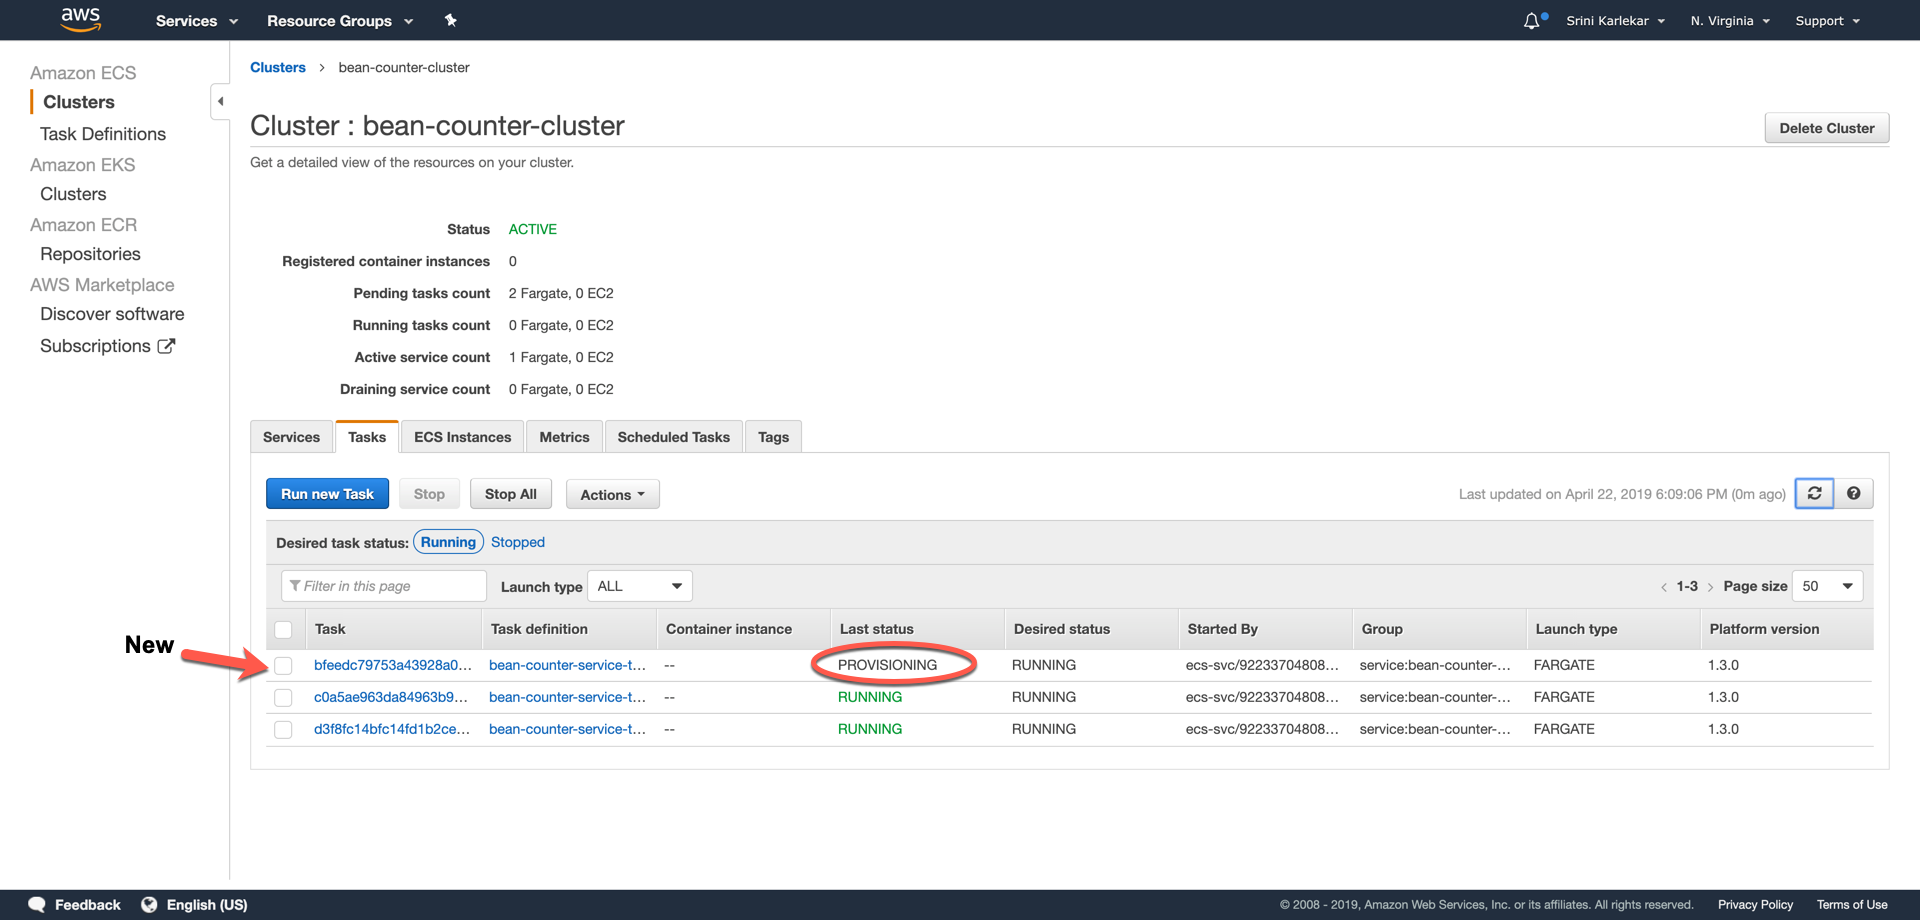 aws Services Resource Groups Srini Karlekar N. Virginia Support
Amazon ECS
Clusters
Task Definitions
Amazon EKS
Clusters
Amazon ECR
Repositories
AWS Marketplace
Discover software
Subscriptions
Clusters > bean-counter-cluster
Cluster : bean-counter-cluster
Delete Cluster
Get a detailed view of the resources on your cluster.
Status ACTIVE
Registered container instances 0
Pending tasks count 2 Fargate, 0 EC2
Running tasks count 0 Fargate, 0 EC2
Active service count 1 Fargate, 0 EC2
Draining service count 0 Fargate, 0 EC2
Services Tasks ECS Instances Metrics Scheduled Tasks Tags
Run new Task Stop Stop All Actions Last updated on April 22, 2019 6:09:06 PM (0m ago) ?
Desired task status: Running Stopped
Filter in this page Launch type ALL < 1-3 > Page size 50
Task Task definition Container instance Last status Desired status Started By Group Launch type Platform version
New
bfeedc79753a43928a0... bean-counter-service-t... -- PROVISIONING RUNNING ecs-svc/92233704808... service:bean-counter-... FARGATE 1.3.0
c0a5ae963da84963b9... bean-counter-service-t... -- RUNNING RUNNING ecs-svc/92233704808... service:bean-counter-... FARGATE 1.3.0
d3f8fc14bfc14fd1b2ce... bean-counter-service-t... -- RUNNING RUNNING ecs-svc/92233704808... service:bean-counter-... FARGATE 1.3.0
Feedback English (US) © 2008 - 2019, Amazon Web Services, Inc. or its affiliates. All rights reserved. Privacy Policy Terms of Use